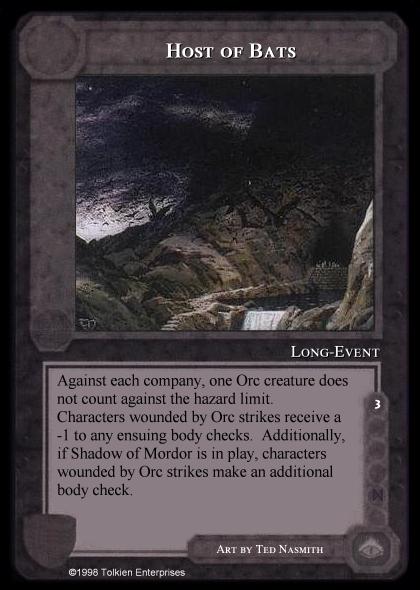 HOST OF BATS
LONG-EVENT
Against each company, one Orc creature does
not count against the hazard limit.
Characters wounded by Orc strikes receive a
-1 to any ensuing body checks.  Additionally,
if Shadow of Mordor is in play, characters
wounded by Orc strikes make an additional
body check.
3
ART BY TED NASMITH
©1998 Tolkien Enterprises